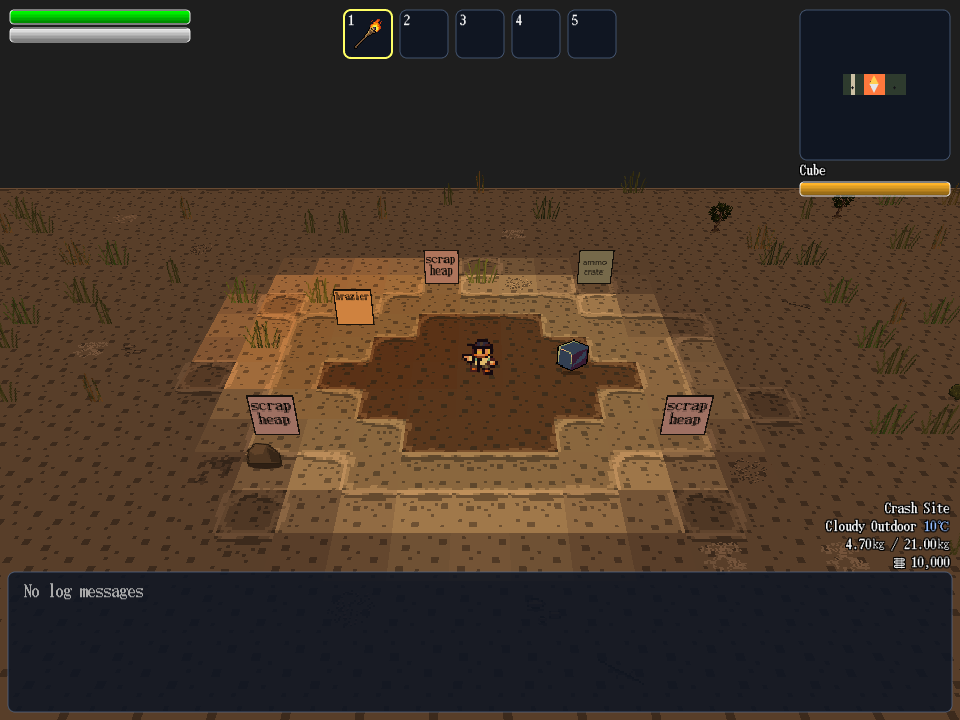 1
2
3
4
5
Cube
scrap
heap
ammo
crate
brazier
scrap
heap
scrap
heap
Crash Site
Cloudy Outdoor 10℃
4.70kg / 21.00kg
10,000
No log messages